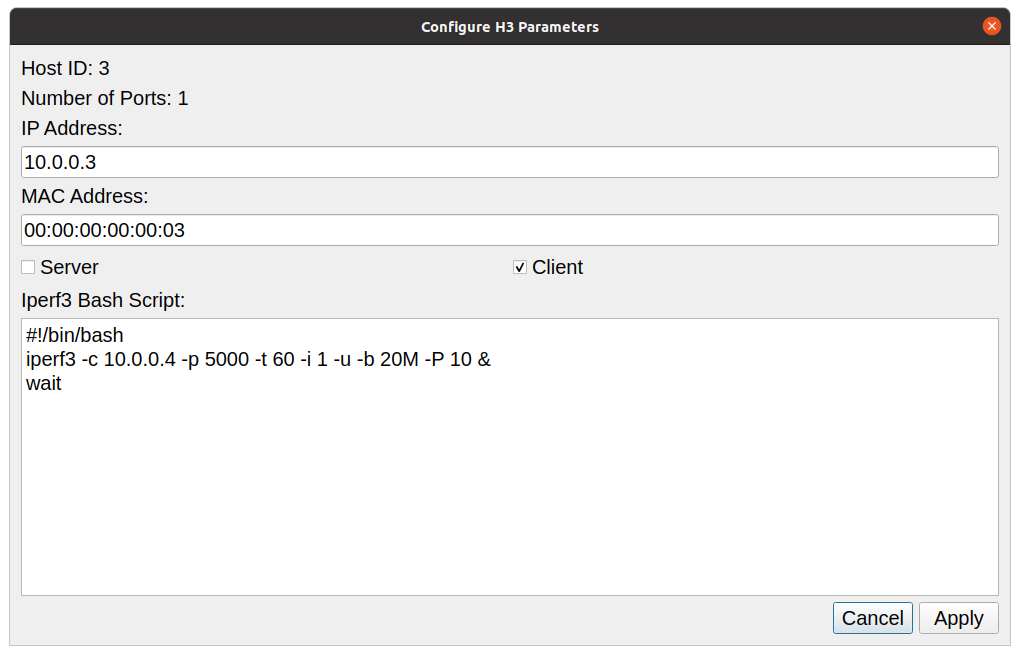 Configure H3 Parameters
Host ID: 3
Number of Ports: 1
IP Address:
10.0.0.3
MAC Address:
00:00:00:00:00:03
Server
Client
Iperf3 Bash Script:
#!/bin/bash
iperf3 -c 10.0.0.4 -p 5000 -t 60 -i 1 -u -b 20M -P 10 &
wait
Cancel
Apply